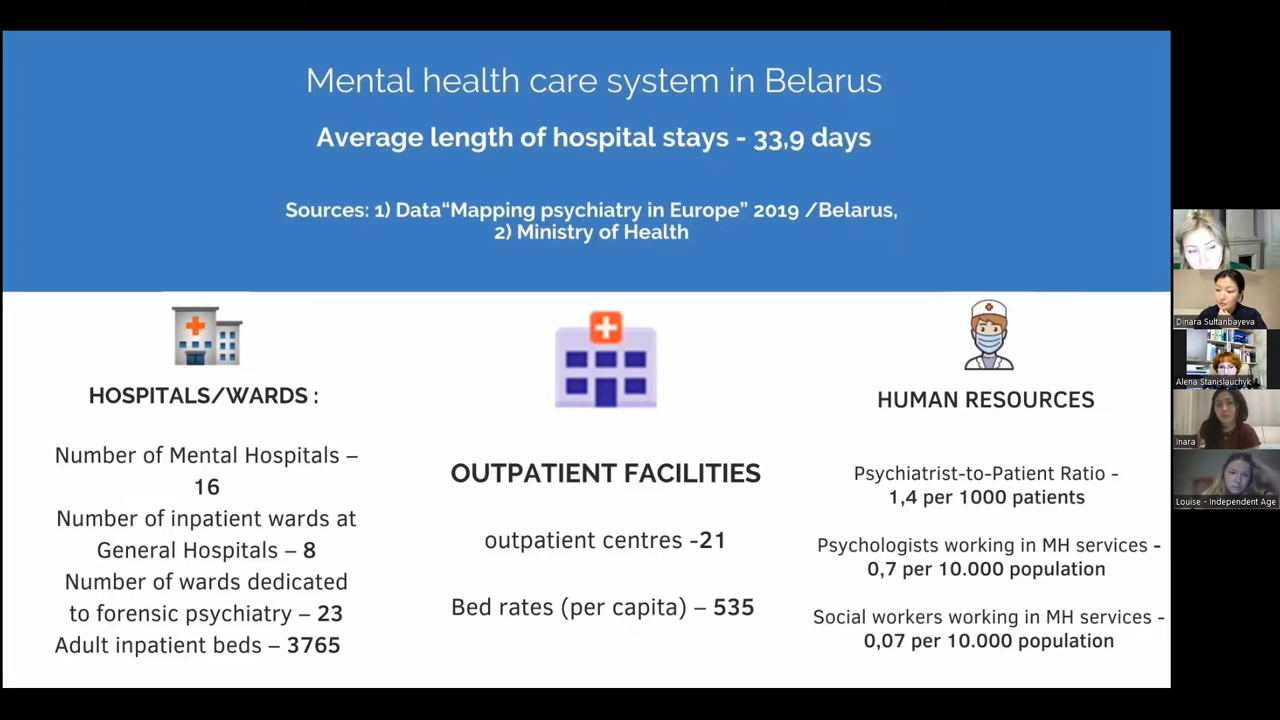 Mental health care system in Belarus
Average length of hospital stays - 33,9 days
Sources: 1) Data“Mapping psychiatry in Europe” 2019 /Belarus,
2) Ministry of Health
HOSPITALS/WARDS :
Number of Mental Hospitals –
16
Number of inpatient wards at
General Hospitals – 8
Number of wards dedicated
to forensic psychiatry – 23
Adult inpatient beds – 3765
OUTPATIENT FACILITIES
outpatient centres -21
Bed rates (per capita) – 535
HUMAN RESOURCES
Psychiatrist-to-Patient Ratio -
1,4 per 1000 patients
Psychologists working in MH services -
0,7 per 10.000 population
Social workers working in MH services -
0,07 per 10.000 population
Dinara Sultanbayeva
Alena Stanislauchyk
Inara
Louise - Independent Age